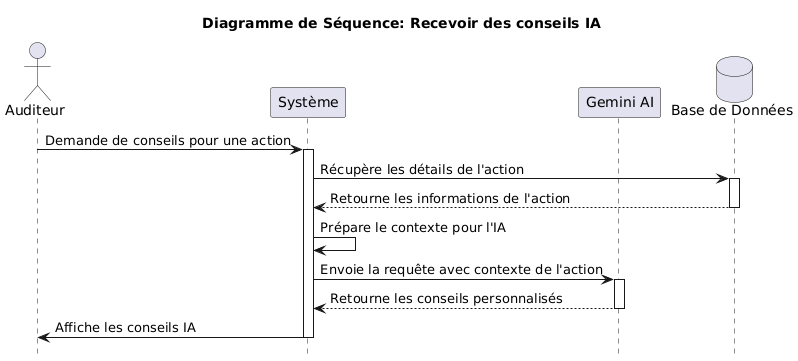 Diagramme de Séquence: Recevoir des conseils IA
Auditeur
Système
Gemini AI
Base de Données
Demande de conseils pour une action
Récupère les détails de l'action
Retourne les informations de l'action
Prépare le contexte pour l'IA
Envoie la requête avec contexte de l'action
Retourne les conseils personnalisés
Affiche les conseils IA